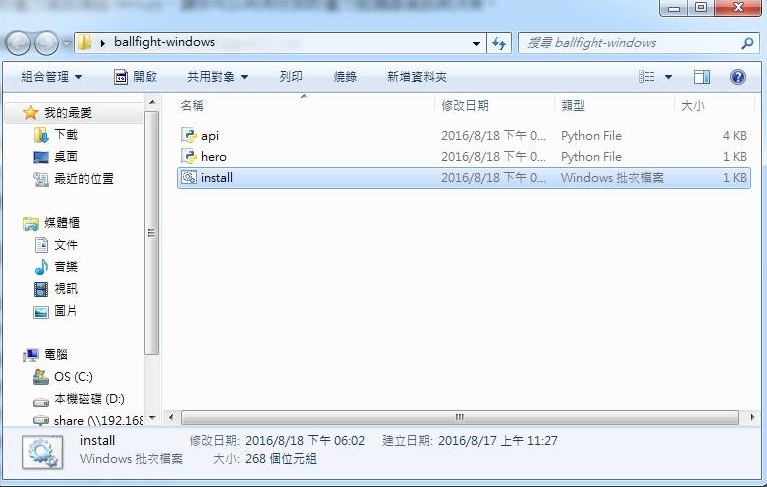 ballfight-windows
搜尋 ballfight-windows
組合管理 開啟 共用對象 列印 燒錄 新增資料夾
我的最愛
下載
桌面
最近的位置
媒體櫃
文件
音樂
視訊
圖片
電腦
OS (C:)
本機磁碟 (D:)
share (\\192.168
名稱 修改日期 類型 大小
api 2016/8/18 下午 0... Python File 4 KB
hero 2016/8/18 下午 0... Python File 1 KB
install 2016/8/18 下午 0... Windows 批次檔案 1 KB
install 修改日期: 2016/8/18 下午 06:02 建立日期: 2016/8/17 上午 11:27
Windows 批次檔案 大小: 268 個位元組